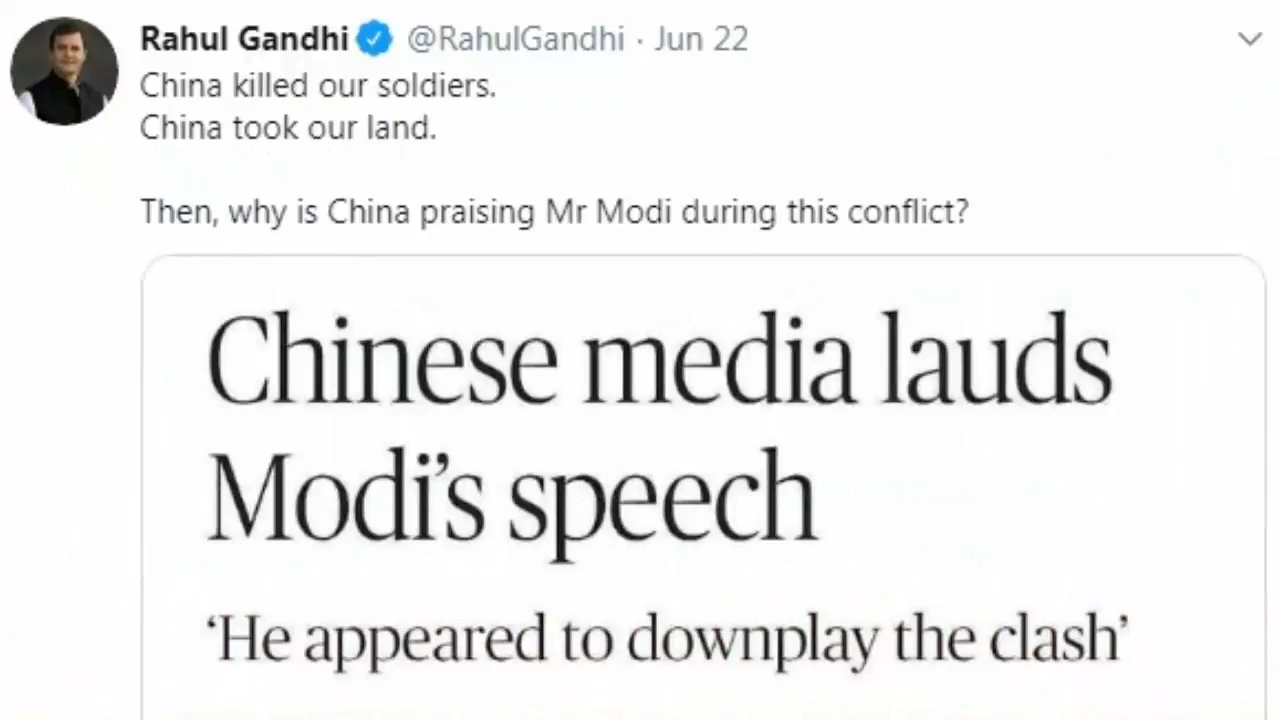 Rahul Gandhi @RahulGandhi · Jun 22
China killed our soldiers.
China took our land.
Then, why is China praising Mr Modi during this conflict?
Chinese media lauds
Modi’s speech
‘He appeared to downplay the clash’